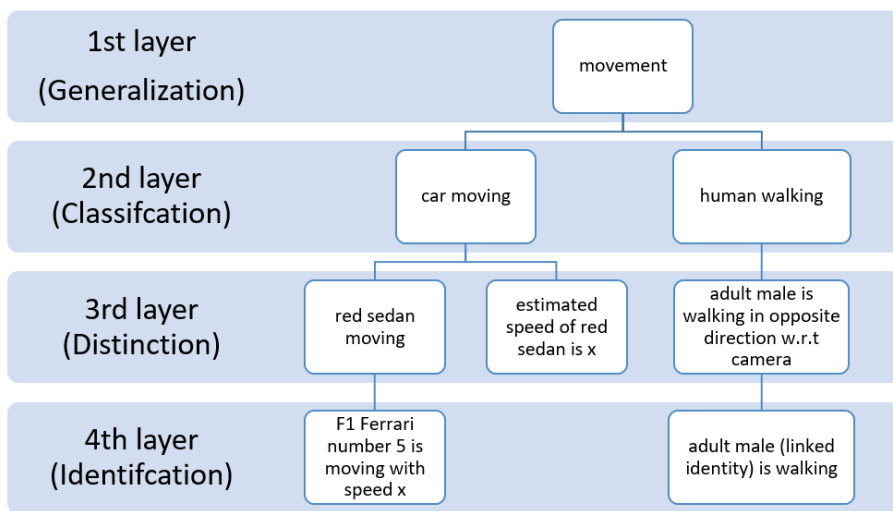 1st layer
(Generalization)
movement
2nd layer
(Classifcation)
car moving
human walking
3rd layer
(Distinction)
red sedan
moving
estimated
speed of red
sedan is x
adult male is
walking in opposite
direction w.r.t
camera
4th layer
(Identifcation)
F1 Ferrari
number 5 is
moving with
speed x
adult male (linked
identity) is walking